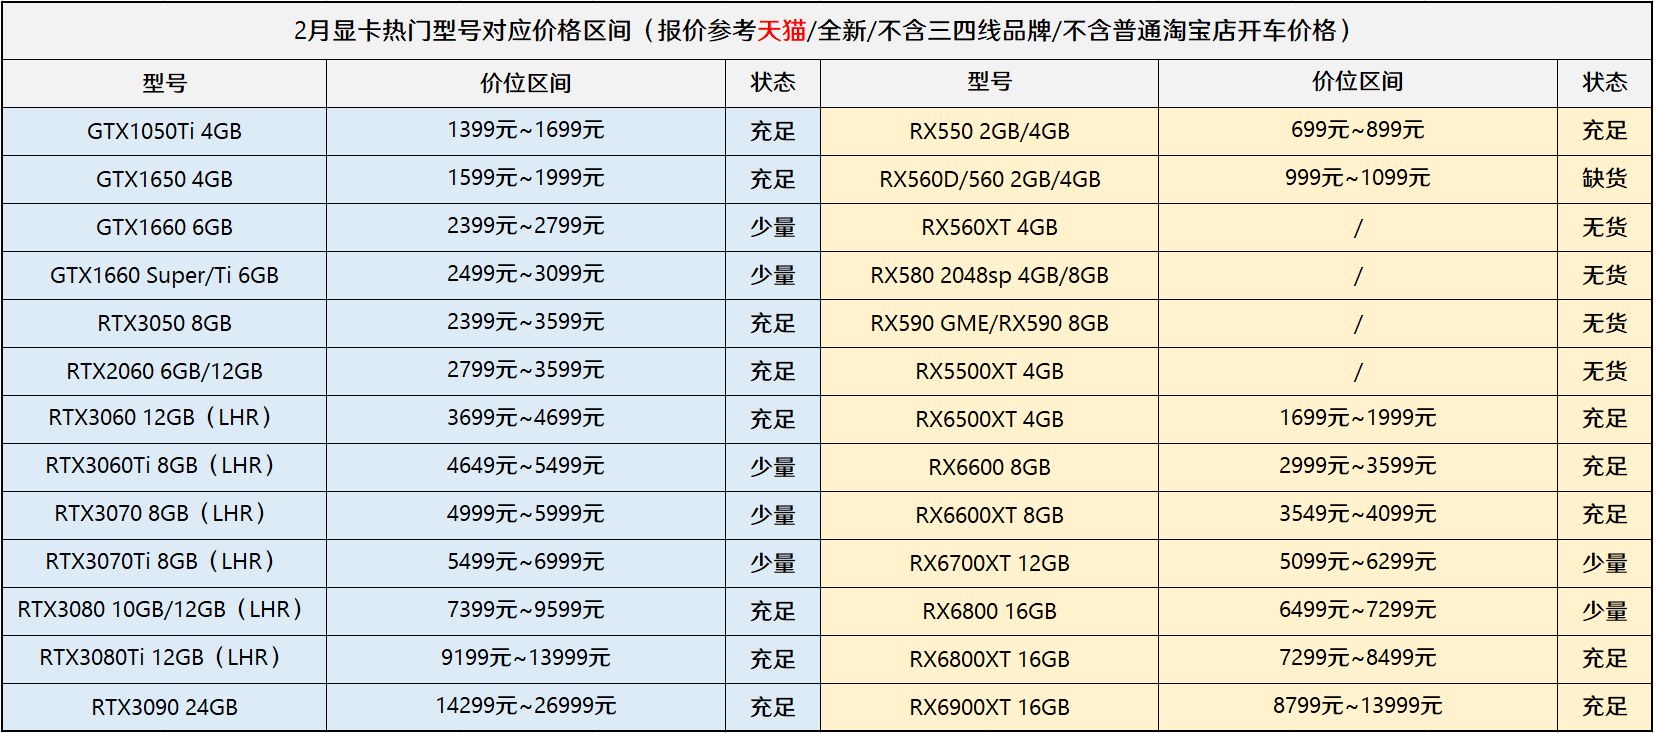 2月显卡热门型号对应价格区间（报价参考天猫/全新/不含三四线品牌/不含普通淘宝店开车价格）
型号 价位区间 状态 型号 价位区间 状态
GTX1050Ti 4GB 1399元~1699元 充足 RX550 2GB/4GB 699元~899元 充足
GTX1650 4GB 1599元~1999元 充足 RX560D/560 2GB/4GB 999元~1099元 缺货
GTX1660 6GB 2399元~2799元 少量 RX560XT 4GB / 无货
GTX1660 Super/Ti 6GB 2499元~3099元 少量 RX580 2048sp 4GB/8GB / 无货
RTX3050 8GB 2399元~3599元 充足 RX590 GME/RX590 8GB / 无货
RTX2060 6GB/12GB 2799元~3599元 充足 RX5500XT 4GB / 无货
RTX3060 12GB（LHR） 3699元~4699元 充足 RX6500XT 4GB 1699元~1999元 充足
RTX3060Ti 8GB（LHR） 4649元~5499元 少量 RX6600 8GB 2999元~3599元 充足
RTX3070 8GB（LHR） 4999元~5999元 少量 RX6600XT 8GB 3549元~4099元 充足
RTX3070Ti 8GB（LHR） 5499元~6999元 少量 RX6700XT 12GB 5099元~6299元 少量
RTX3080 10GB/12GB（LHR） 7399元~9599元 充足 RX6800 16GB 6499元~7299元 少量
RTX3080Ti 12GB（LHR） 9199元~13999元 充足 RX6800XT 16GB 7299元~8499元 充足
RTX3090 24GB 14299元~26999元 充足 RX6900XT 16GB 8799元~13999元 充足